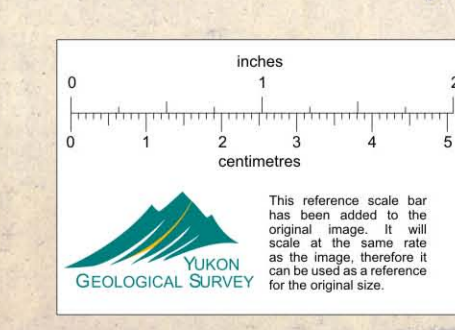 inches
0 1 2
0 1 2 3 4 5
centimetres
YUKON
GEOLOGICAL SURVEY
This reference scale bar
has been added to the
original image. It will
scale at the same rate
as the image, therefore it
can be used as a reference
for the original size.